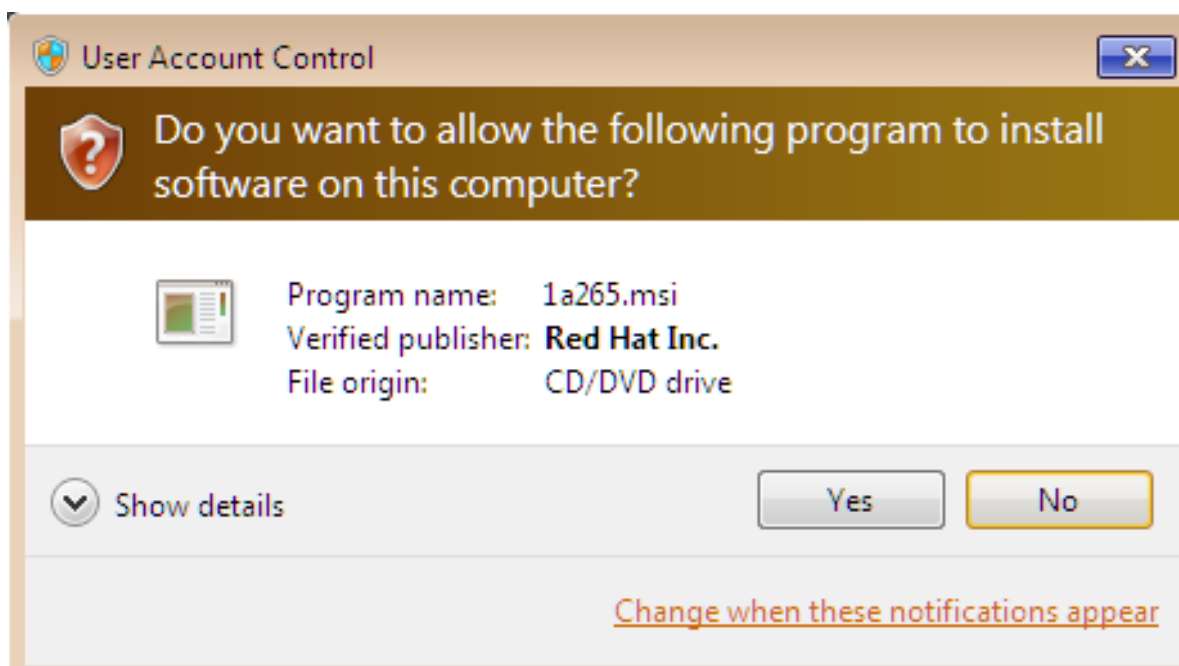 User Account Control
Do you want to allow the following program to install
software on this computer?
Program name: 1a265.msi
Verified publisher: Red Hat Inc.
File origin: CD/DVD drive
Show details Yes No
Change when these notifications appear